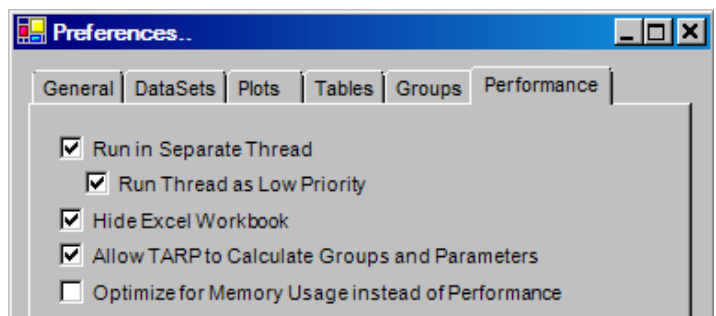 Preferences..
General DataSets Plots Tables Groups Performance
Run in Separate Thread
Run Thread as Low Priority
Hide Excel Workbook
Allow TARP to Calculate Groups and Parameters
Optimize for Memory Usage instead of Performance